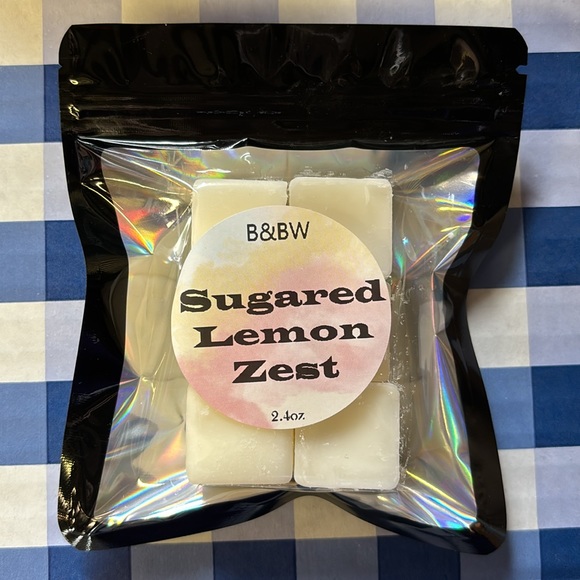 B&BW
Sugared
Lemon
Zest
2.4oz